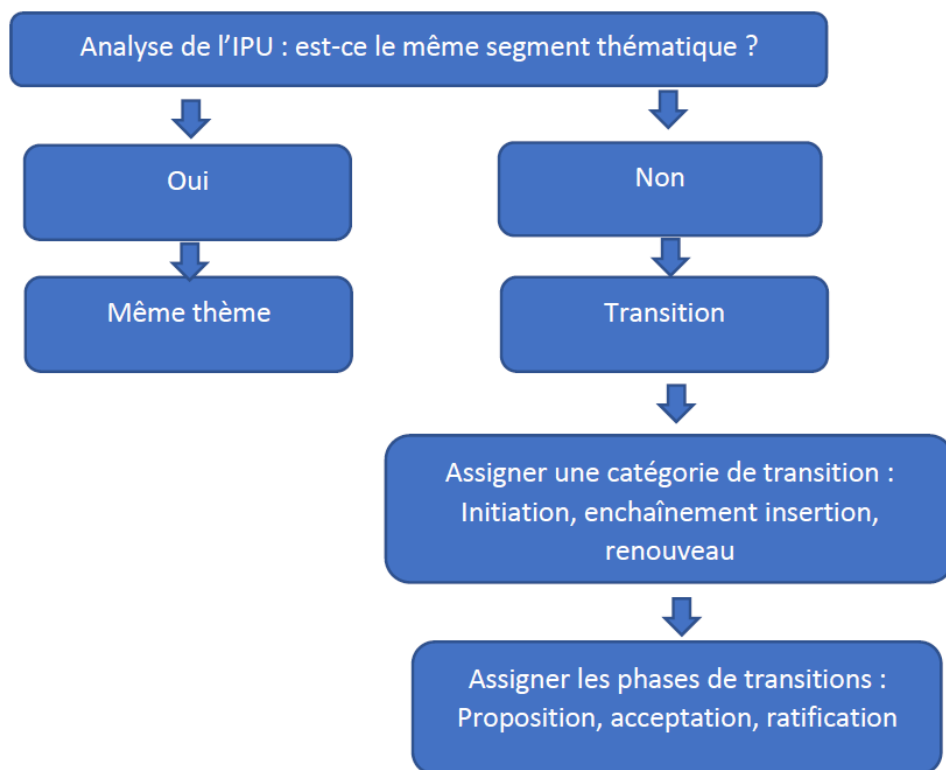 Analyse de l’IPU : est-ce le même segment thématique ?
Oui
Non
Même thème
Transition
Assigner une catégorie de transition :
Initiation, enchaînement insertion,
renouveau
Assigner les phases de transitions :
Proposition, acceptation, ratification